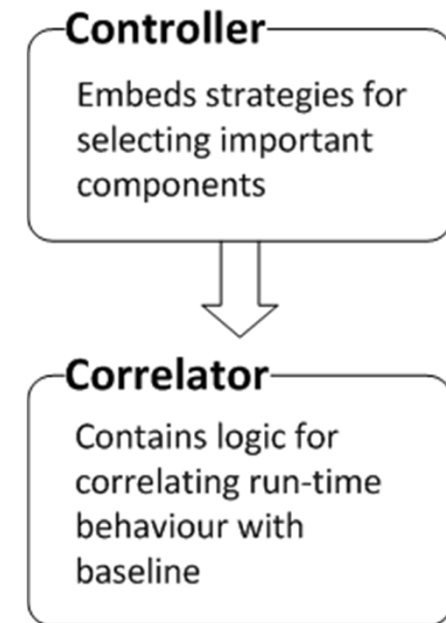 Controller
Embeds strategies for
selecting important
components
Correlator
Contains logic for
correlating run-time
behaviour with
baseline